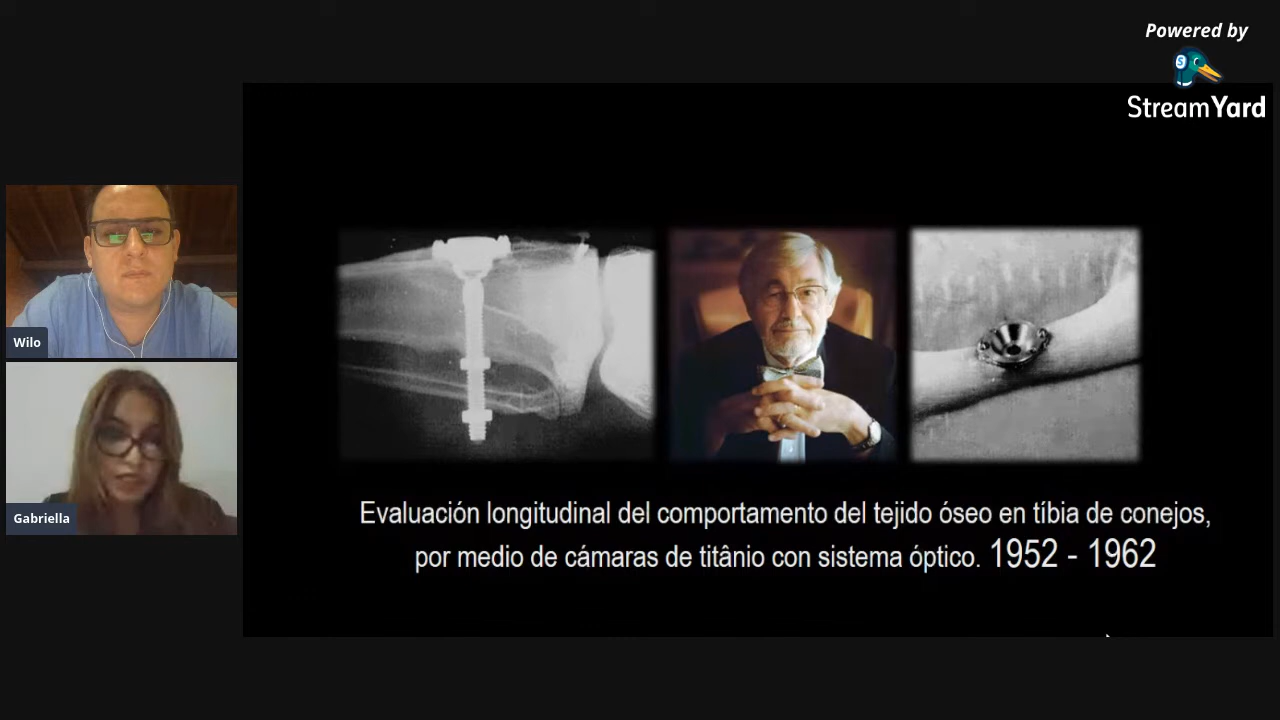 Powered by
StreamYard
Wilo
Gabriella
Evaluación longitudinal del comportamento del tejido óseo en tíbia de conejos,
por medio de cámaras de titânio con sistema óptico. 1952 - 1962